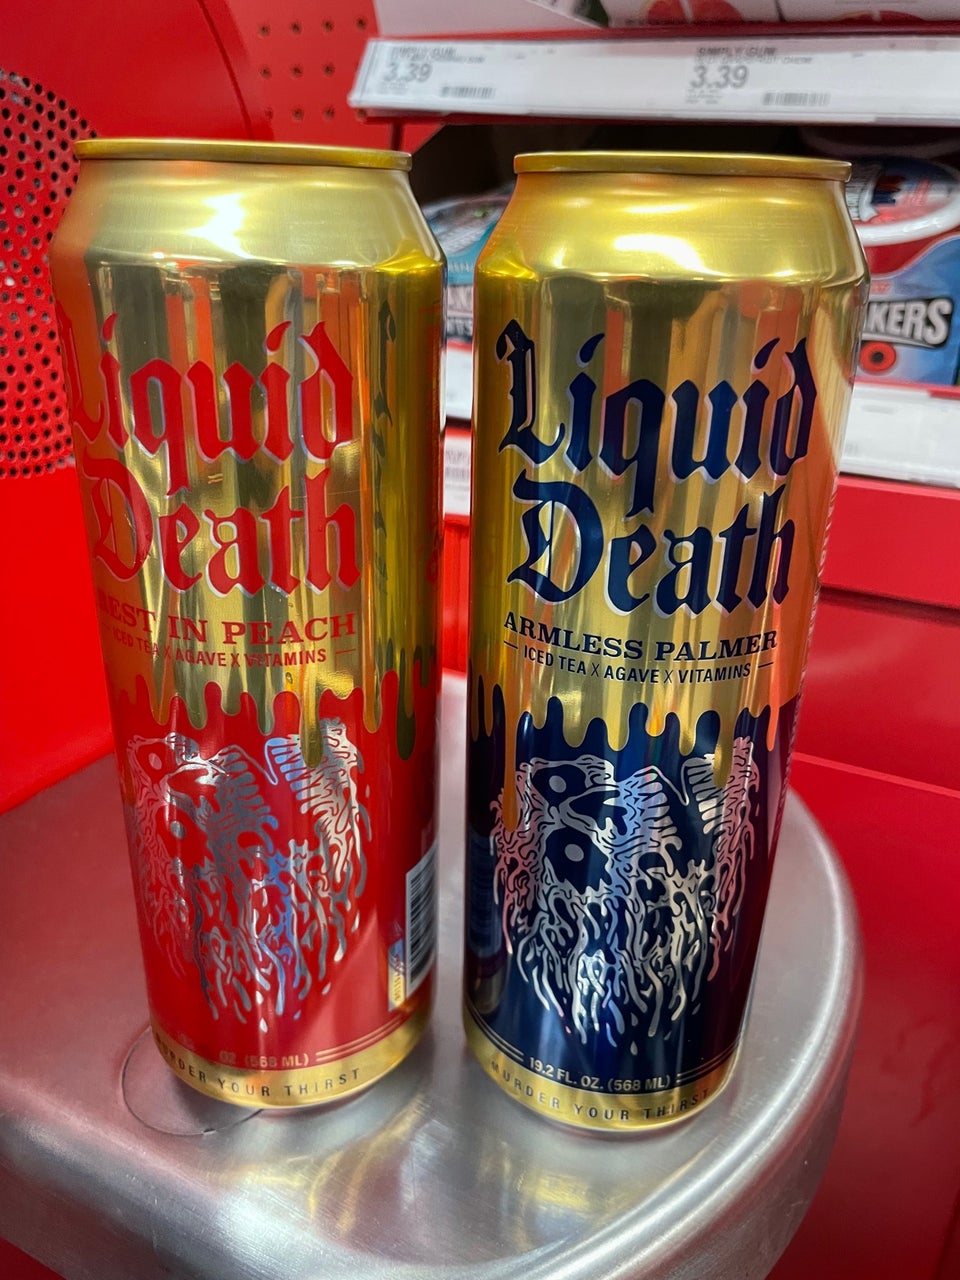 SIMPLY GUM
3.39
SIMPLY GUM
3.39
KERS
Liquid
Death
REST IN PEACH
ICED TEA X AGAVE X VITAMINS
OZ. (568 ML)
MURDER YOUR THIRST
Liquid
Death
ARMLESS PALMER
ICED TEA X AGAVE X VITAMINS
19.2 FL. OZ. (568 ML)
MURDER YOUR THIRST